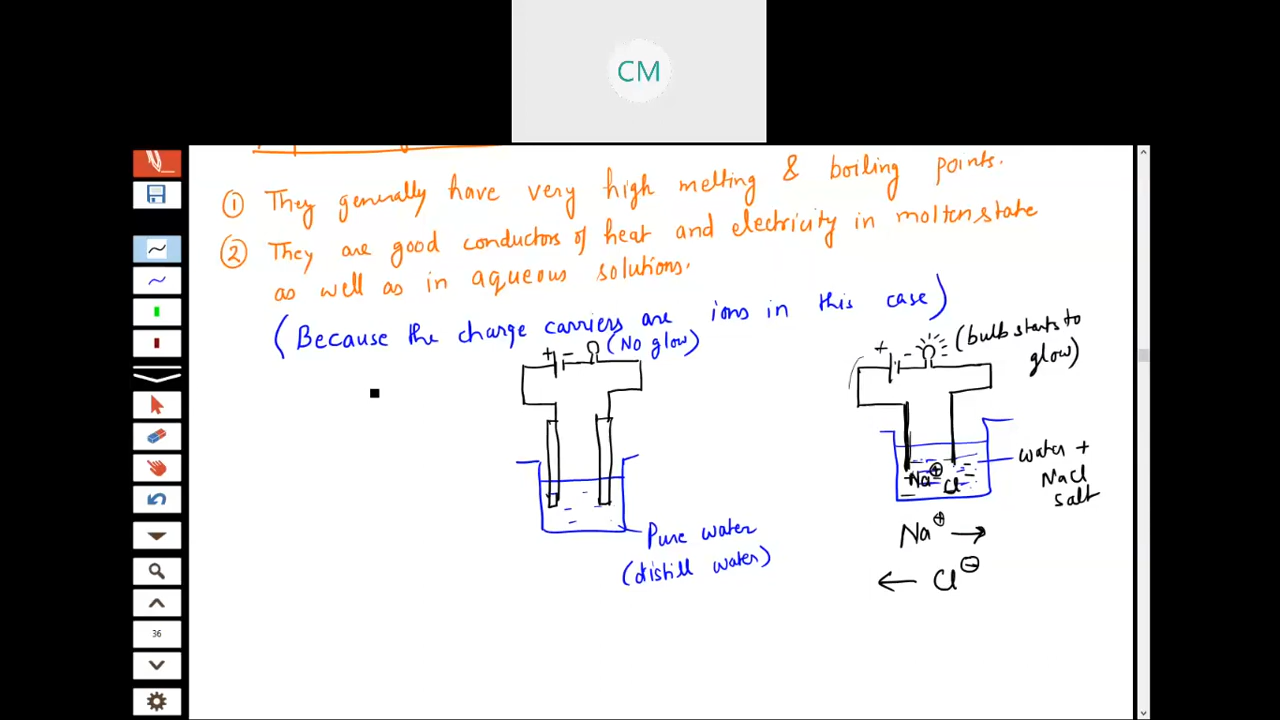 CM
① They generally have very high melting & boiling points.
② They are good conductors of heat and electricity in molten state
as well as in aqueous solutions.
(Because the charge carriers are ions in this case)
+ − (No glow)
+ − (bulb starts to
glow)
water +
NaCl
salt
Na⊕ Cl
Pure water
(distill water)
Na⊕ →
← Cl⊖
36